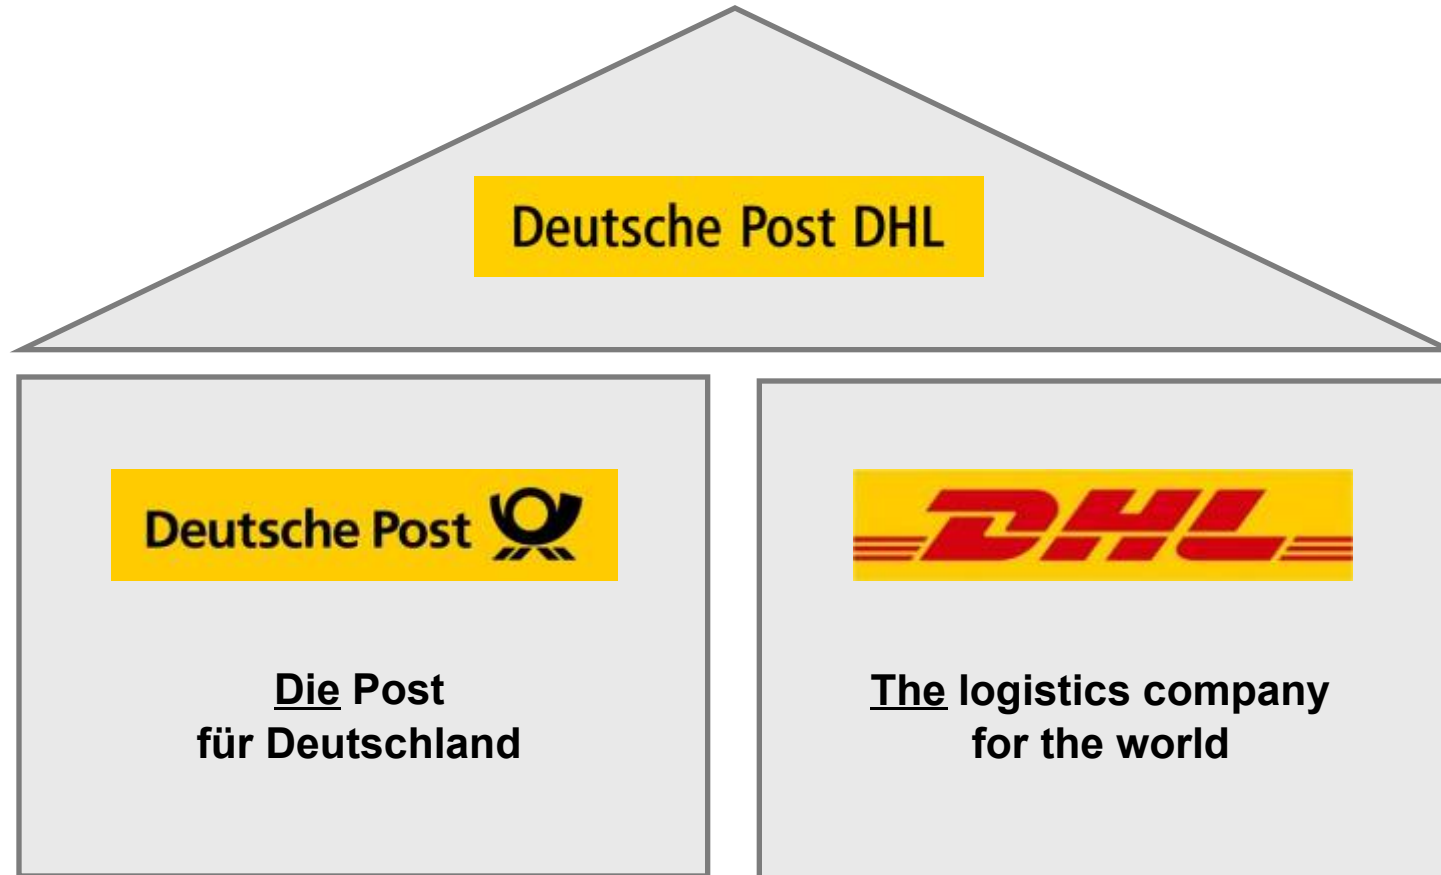 Deutsche Post DHL
Deutsche Post
DHL
Die Post
für Deutschland
The logistics company
for the world